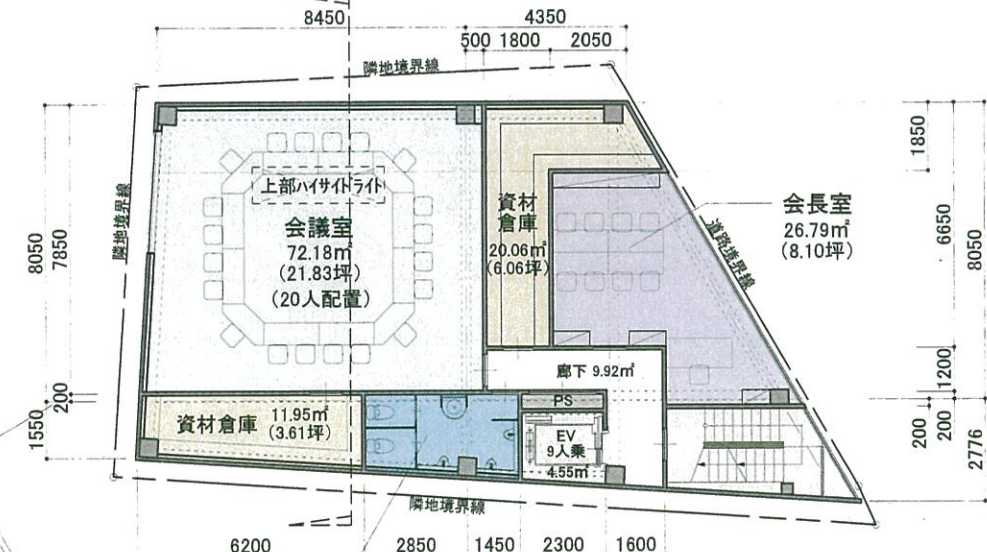 8450
4350
500
1800
2050
隣地境界線
隣地境界線
道路境界線
上部ハイサイドライト
会議室
72.18㎡
(21.83坪)
(20人配置)
資材
倉庫
20.06㎡
(6.06坪)
会長室
26.79㎡
(8.10坪)
廊下 9.92㎡
資材倉庫
11.95㎡
(3.61坪)
PS
EV
9人乗
4.55㎡
隣地境界線
8050
7850
200
1550
1850
6650
8050
1200
200
200
2776
6200
2850
1450
2300
1600